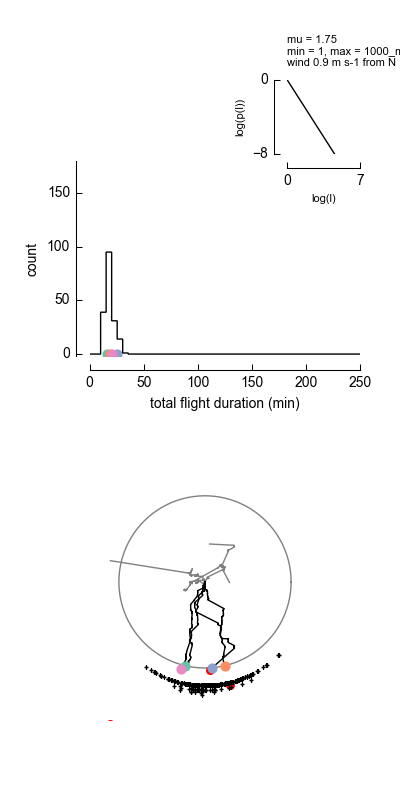 mu = 1.75
min = 1, max = 1000_m
wind 0.9 m s-1 from N
0
log(p(l))
−8
0
7
log(l)
150
count
100
50
0
0
50
100
150
200
250
total flight duration (min)